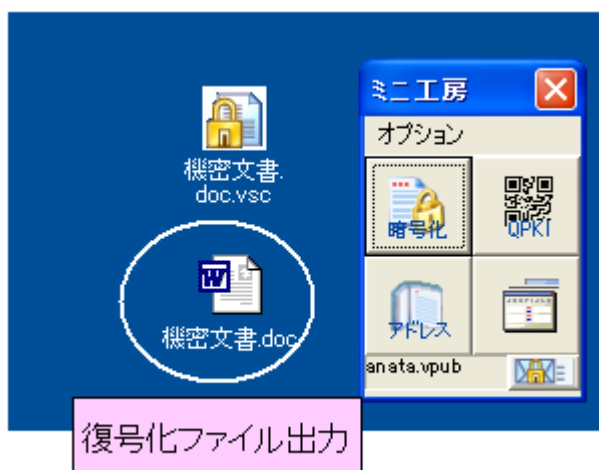 ミニ工房
オプション
機密文書.
doc.vsc
暗号化
QPKI
機密文書.doc
アドレス
anata.vpub
復号化ファイル出力